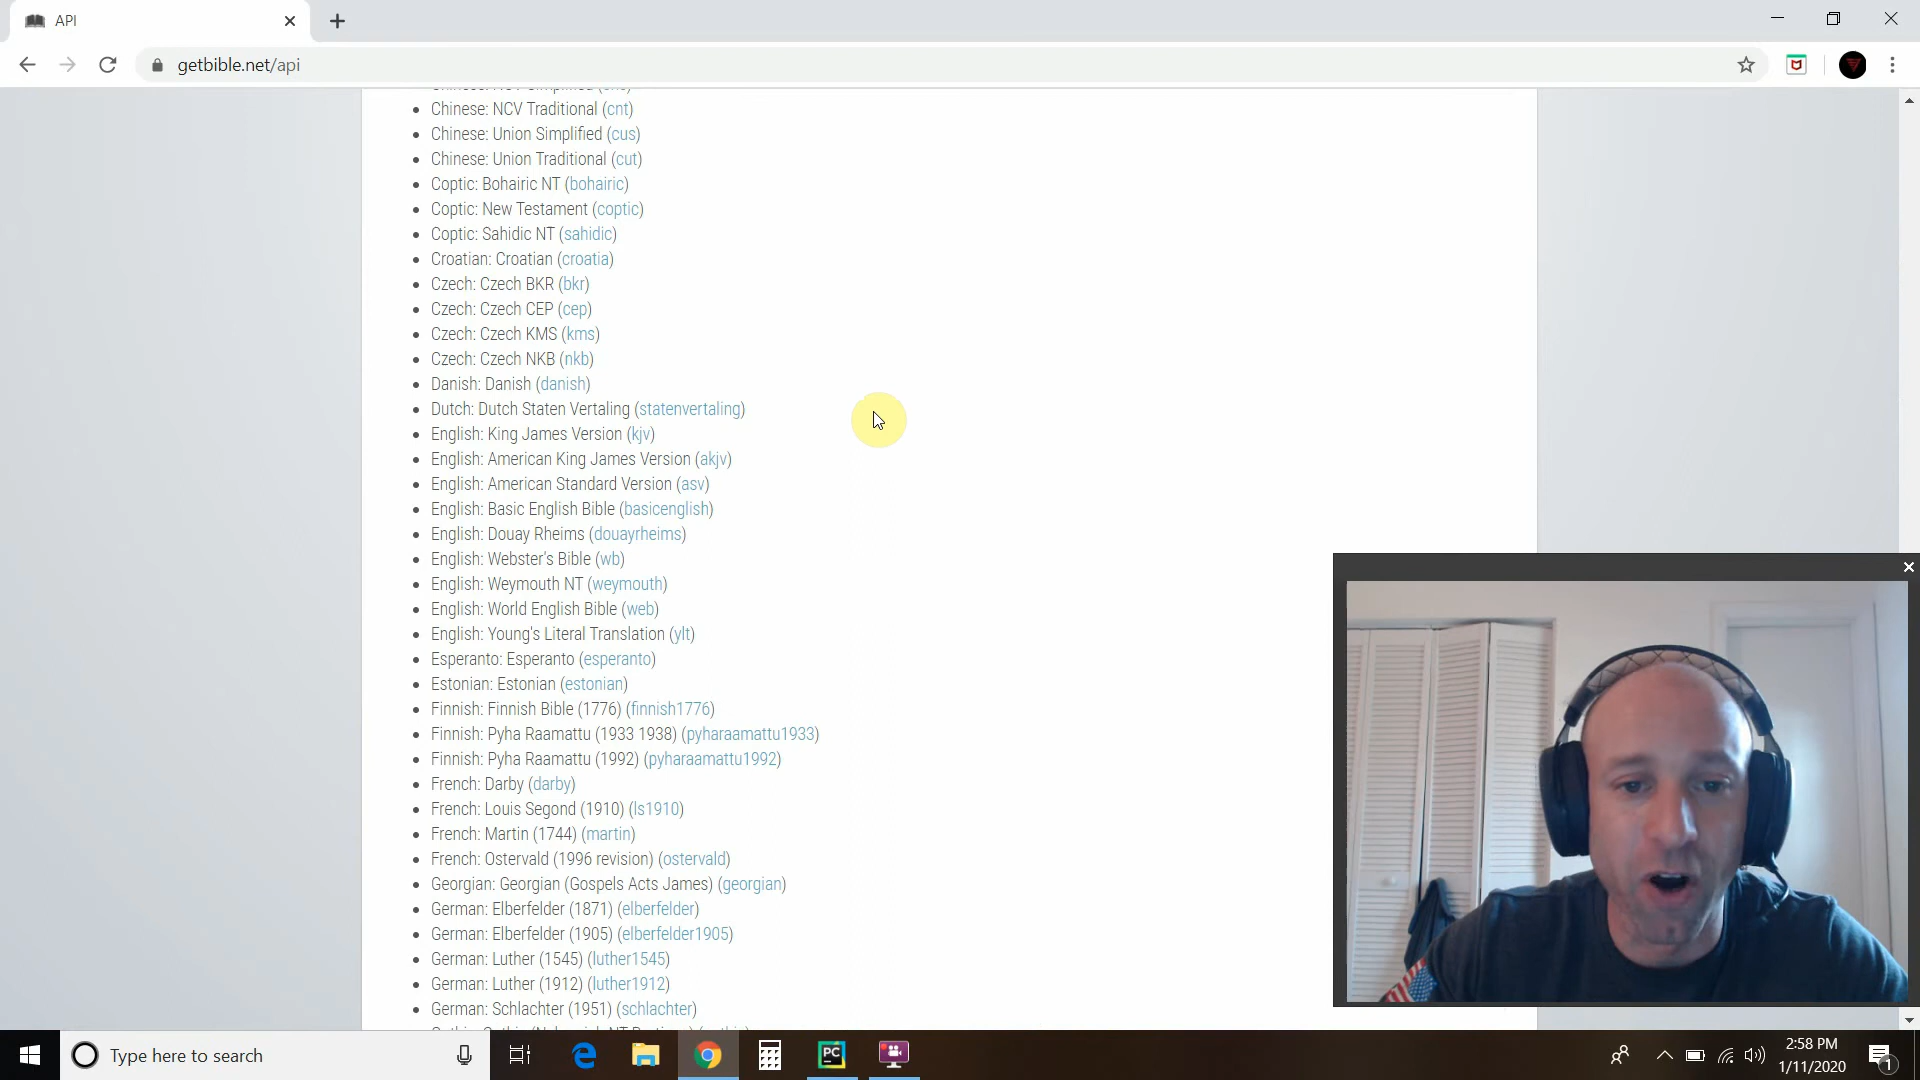 API
getbible.net/api
Chinese: NCV Traditional (cnt)
Chinese: Union Simplified (cus)
Chinese: Union Traditional (cut)
Coptic: Bohairic NT (bohairic)
Coptic: New Testament (coptic)
Coptic: Sahidic NT (sahidic)
Croatian: Croatian (croatia)
Czech: Czech BKR (bkr)
Czech: Czech CEP (cep)
Czech: Czech KMS (kms)
Czech: Czech NKB (nkb)
Danish: Danish (danish)
Dutch: Dutch Staten Vertaling (statenvertaling)
English: King James Version (kjv)
English: American King James Version (akjv)
English: American Standard Version (asv)
English: Basic English Bible (basicenglish)
English: Douay Rheims (douayrheims)
English: Webster's Bible (wb)
English: Weymouth NT (weymouth)
English: World English Bible (web)
English: Young's Literal Translation (ylt)
Esperanto: Esperanto (esperanto)
Estonian: Estonian (estonian)
Finnish: Finnish Bible (1776) (finnish1776)
Finnish: Pyha Raamattu (1933 1938) (pyharaamattu1933)
Finnish: Pyha Raamattu (1992) (pyharaamattu1992)
French: Darby (darby)
French: Louis Segond (1910) (ls1910)
French: Martin (1744) (martin)
French: Ostervald (1996 revision) (ostervald)
Georgian: Georgian (Gospels Acts James) (georgian)
German: Elberfelder (1871) (elberfelder)
German: Elberfelder (1905) (elberfelder1905)
German: Luther (1545) (luther1545)
German: Luther (1912) (luther1912)
German: Schlachter (1951) (schlachter)
Type here to search
PC
2:58 PM
1/11/2020
1